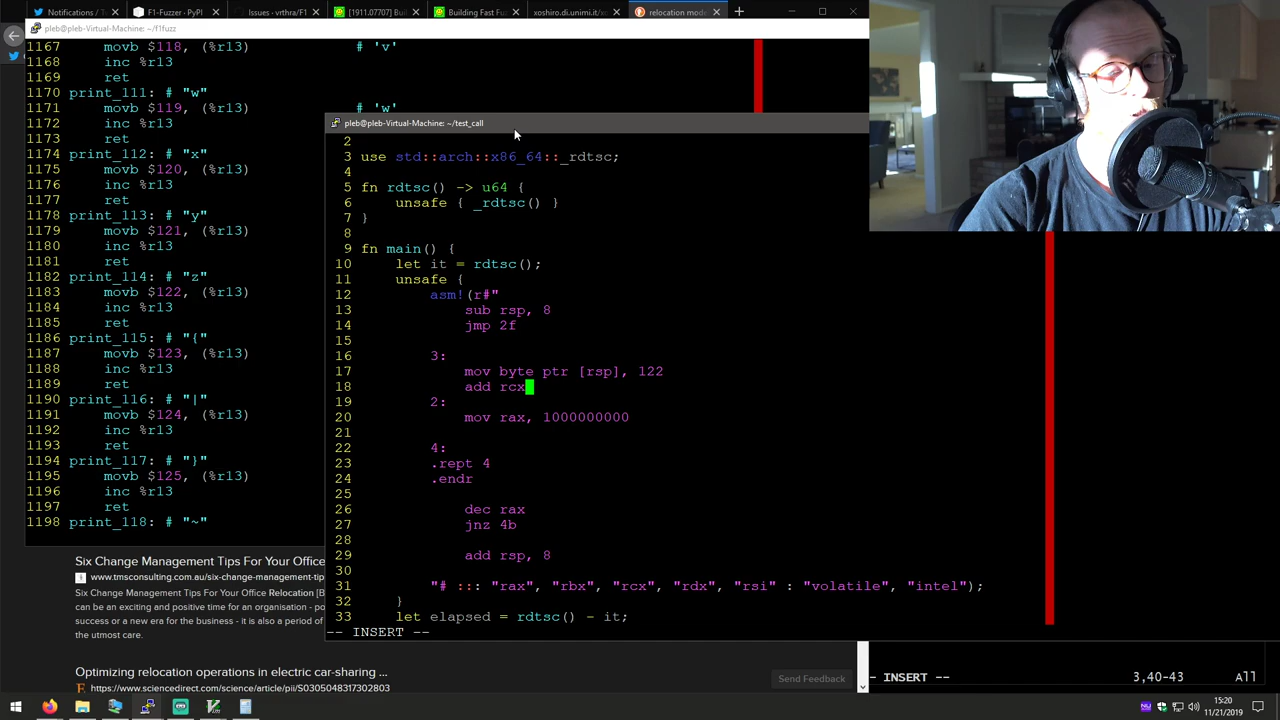 Notifications / Tw
F1-Fuzzer - PyPI
Issues · vrthra/F1
[1911.07707] Buil
Building Fast Fuz
xoshiro.di.unimi.it/xo
relocation mode
pleb@pleb-Virtual-Machine: ~/f1fuzz
1167 movb $118, (%r13) # 'v'
1168 inc %r13
1169 ret
1170 print_111: # "w"
1171 movb $119, (%r13) # 'w'
1172 inc %r13
1173 ret
1174 print_112: # "x"
1175 movb $120, (%r13)
1176 inc %r13
1177 ret
1178 print_113: # "y"
1179 movb $121, (%r13)
1180 inc %r13
1181 ret
1182 print_114: # "z"
1183 movb $122, (%r13)
1184 inc %r13
1185 ret
1186 print_115: # "{"
1187 movb $123, (%r13)
1188 inc %r13
1189 ret
1190 print_116: # "|"
1191 movb $124, (%r13)
1192 inc %r13
1193 ret
1194 print_117: # "}"
1195 movb $125, (%r13)
1196 inc %r13
1197 ret
1198 print_118: # "~"
pleb@pleb-Virtual-Machine: ~/test_call
2
3 use std::arch::x86_64::_rdtsc;
4
5 fn rdtsc() -> u64 {
6 unsafe { _rdtsc() }
7 }
8
9 fn main() {
10 let it = rdtsc();
11 unsafe {
12 asm!(r#"
13 sub rsp, 8
14 jmp 2f
15
16 3:
17 mov byte ptr [rsp], 122
18 add rcx
19 2:
20 mov rax, 1000000000
21
22 4:
23 .rept 4
24 .endr
25
26 dec rax
27 jnz 4b
28
29 add rsp, 8
30
31 "# ::: "rax", "rbx", "rcx", "rdx", "rsi" : "volatile", "intel");
32 }
33 let elapsed = rdtsc() - it;
-- INSERT --
Six Change Management Tips For Your Office
www.tmsconsulting.com.au/six-change-management-tip
Six Change Management Tips For Your Office Relocation [B
can be an exciting and positive time for an organisation - po
success or a new era for the business - it is also a period of
the utmost care.
Optimizing relocation operations in electric car-sharing ...
https://www.sciencedirect.com/science/article/pii/S0305048317302803
Send Feedback
- INSERT -- 3,40-43 All
15:20
11/21/2019